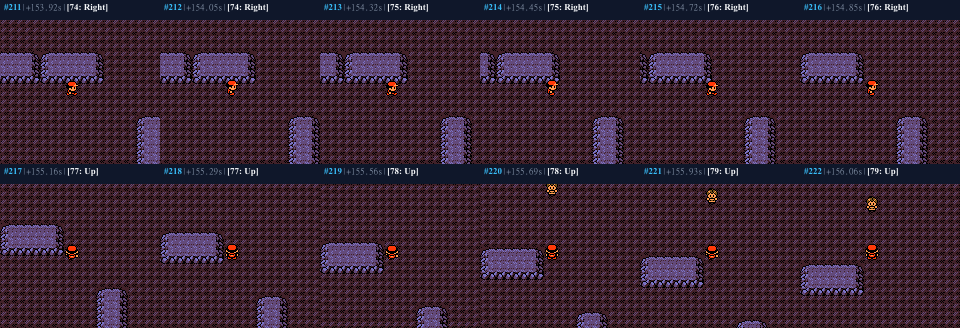 #211|+153.92s|[74: Right]
#212|+154.05s|[74: Right]
#213|+154.32s|[75: Right]
#214|+154.45s|[75: Right]
#215|+154.72s|[76: Right]
#216|+154.85s|[76: Right]
#217|+155.16s|[77: Up]
#218|+155.29s|[77: Up]
#219|+155.56s|[78: Up]
#220|+155.69s|[78: Up]
#221|+155.93s|[79: Up]
#222|+156.06s|[79: Up]